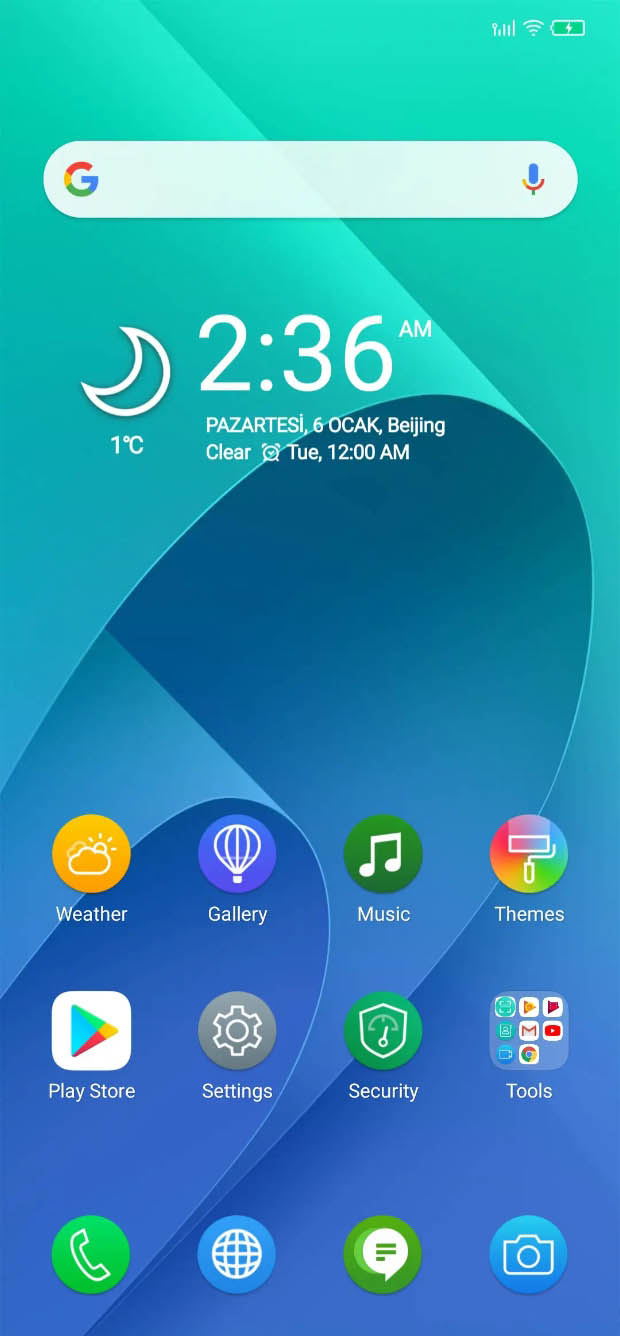 2:36 AM
1°C
PAZARTESİ, 6 OCAK, Beijing
Clear Tue, 12:00 AM
Weather
Gallery
Music
Themes
Play Store
Settings
Security
Tools